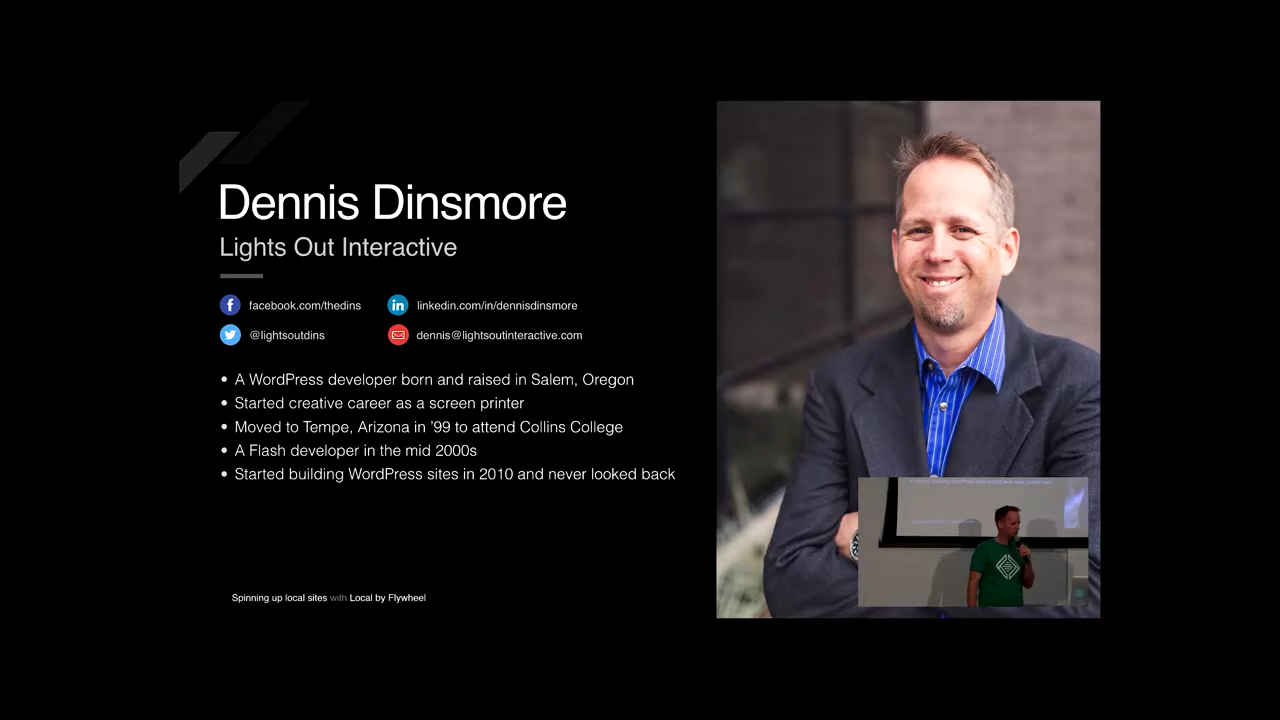 Dennis Dinsmore
Lights Out Interactive
facebook.com/thedins
linkedin.com/in/dennisdinsmore
@lightsoutdins
dennis@lightsoutinteractive.com
• A WordPress developer born and raised in Salem, Oregon
• Started creative career as a screen printer
• Moved to Tempe, Arizona in ’99 to attend Collins College
• A Flash developer in the mid 2000s
• Started building WordPress sites in 2010 and never looked back
Spinning up local sites with Local by Flywheel